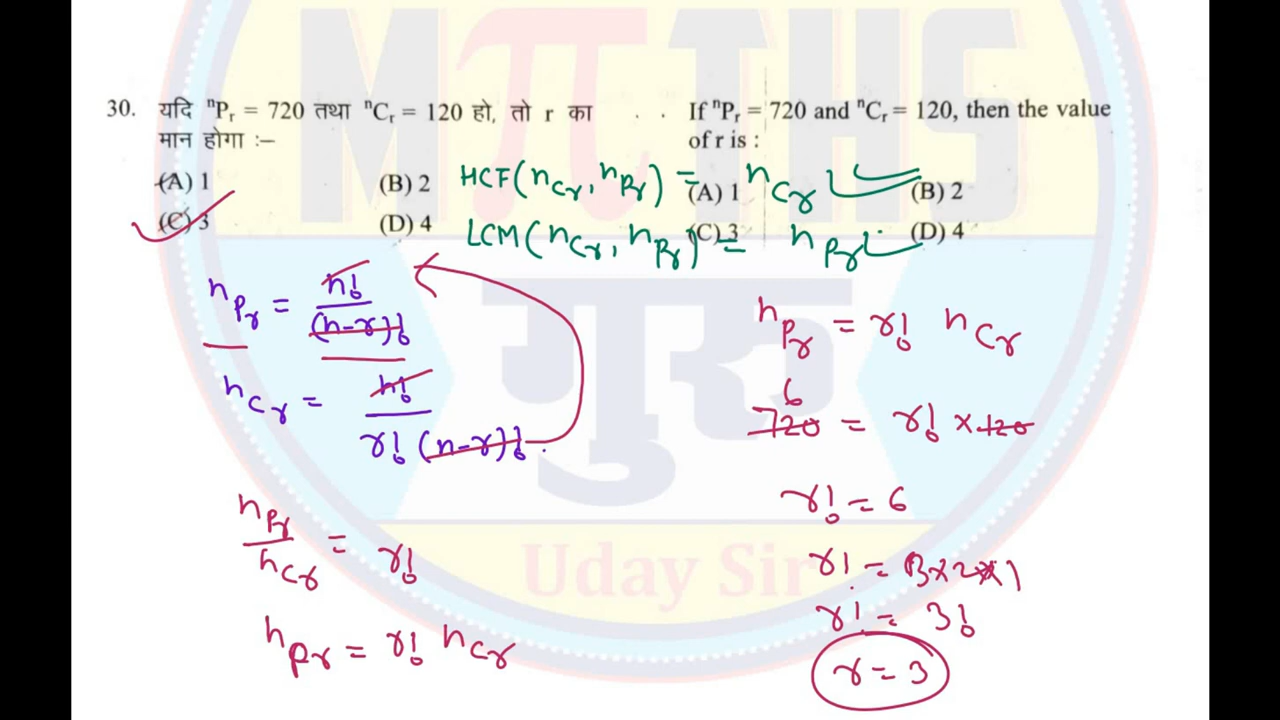 30. यदि ⁿPᵣ = 720 तथा ⁿCᵣ = 120 हो, तो r का
मान होगा :–
(A) 1 (B) 2
(C) 3 (D) 4
If ⁿPᵣ = 720 and ⁿCᵣ = 120, then the value
of r is :
(A) 1 (B) 2
(C) 3 (D) 4
HCF(ⁿCᵣ, ⁿPᵣ) = ⁿCᵣ
LCM(ⁿCᵣ, ⁿPᵣ) = ⁿPᵣ
ⁿPᵣ = n!/(n-r)!
ⁿCᵣ = n!/r!(n-r)!
ⁿPᵣ/ⁿCᵣ = r!
ⁿPᵣ = r! ⁿCᵣ
ⁿPᵣ = r! ⁿCᵣ
6
720 = r! × 120
r! = 6
r! = 3×2×1
r! = 3!
r = 3
MATHS
गुरु
Uday Sir